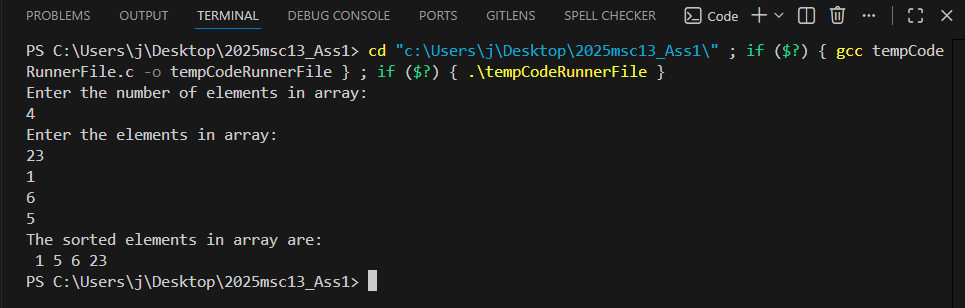 PROBLEMS OUTPUT TERMINAL DEBUG CONSOLE PORTS GITLENS SPELL CHECKER Code
PS C:\Users\j\Desktop\2025msc13_Ass1> cd "c:\Users\j\Desktop\2025msc13_Ass1\" ; if ($?) { gcc tempCode
RunnerFile.c -o tempCodeRunnerFile } ; if ($?) { .\tempCodeRunnerFile }
Enter the number of elements in array:
4
Enter the elements in array:
23
1
6
5
The sorted elements in array are:
 1 5 6 23
PS C:\Users\j\Desktop\2025msc13_Ass1>